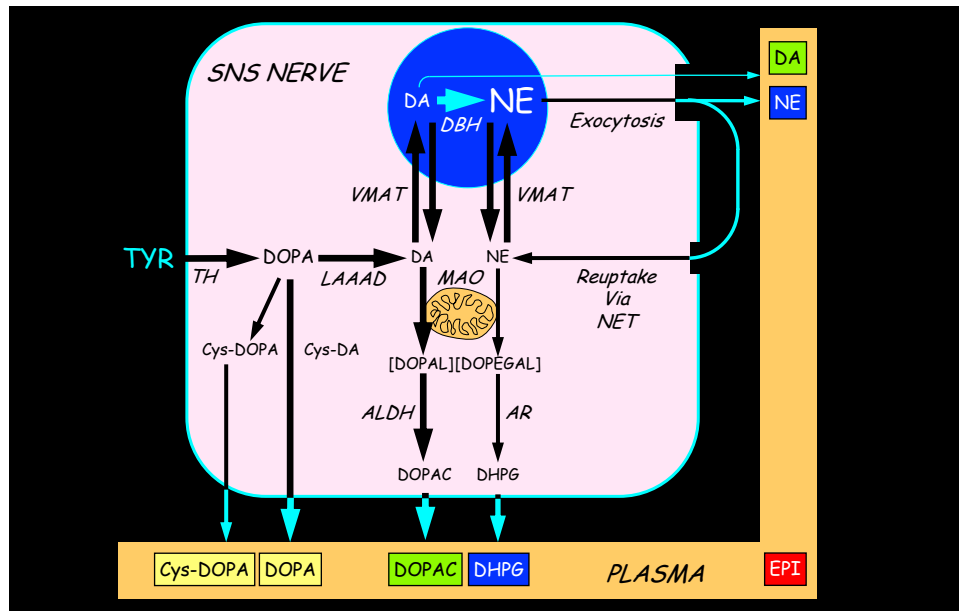 SNS NERVE
DA
DA
NE
NE
DBH
Exocytosis
VMAT
VMAT
TYR
DOPA
DA
NE
TH
LAAAD
MAO
Reuptake
Via
NET
Cys-DOPA
Cys-DA
[DOPAL][DOPEGAL]
ALDH
AR
DOPAC
DHPG
Cys-DOPA
DOPA
DOPAC
DHPG
PLASMA
EPI